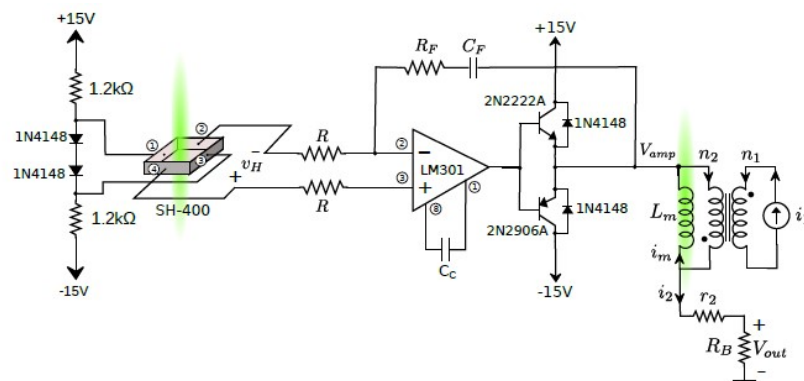 +15V
1.2kΩ
1N4148
1N4148
1.2kΩ
-15V
①
②
③
④
SH-400
−
v_H
+
R
R
R_F
C_F
②
−
LM301
③
+
①
⑧
C_C
+15V
2N2222A
1N4148
1N4148
2N2906A
-15V
V_amp
n_2
n_1
L_m
i_m
i_2
r_2
+
R_B
V_out
−